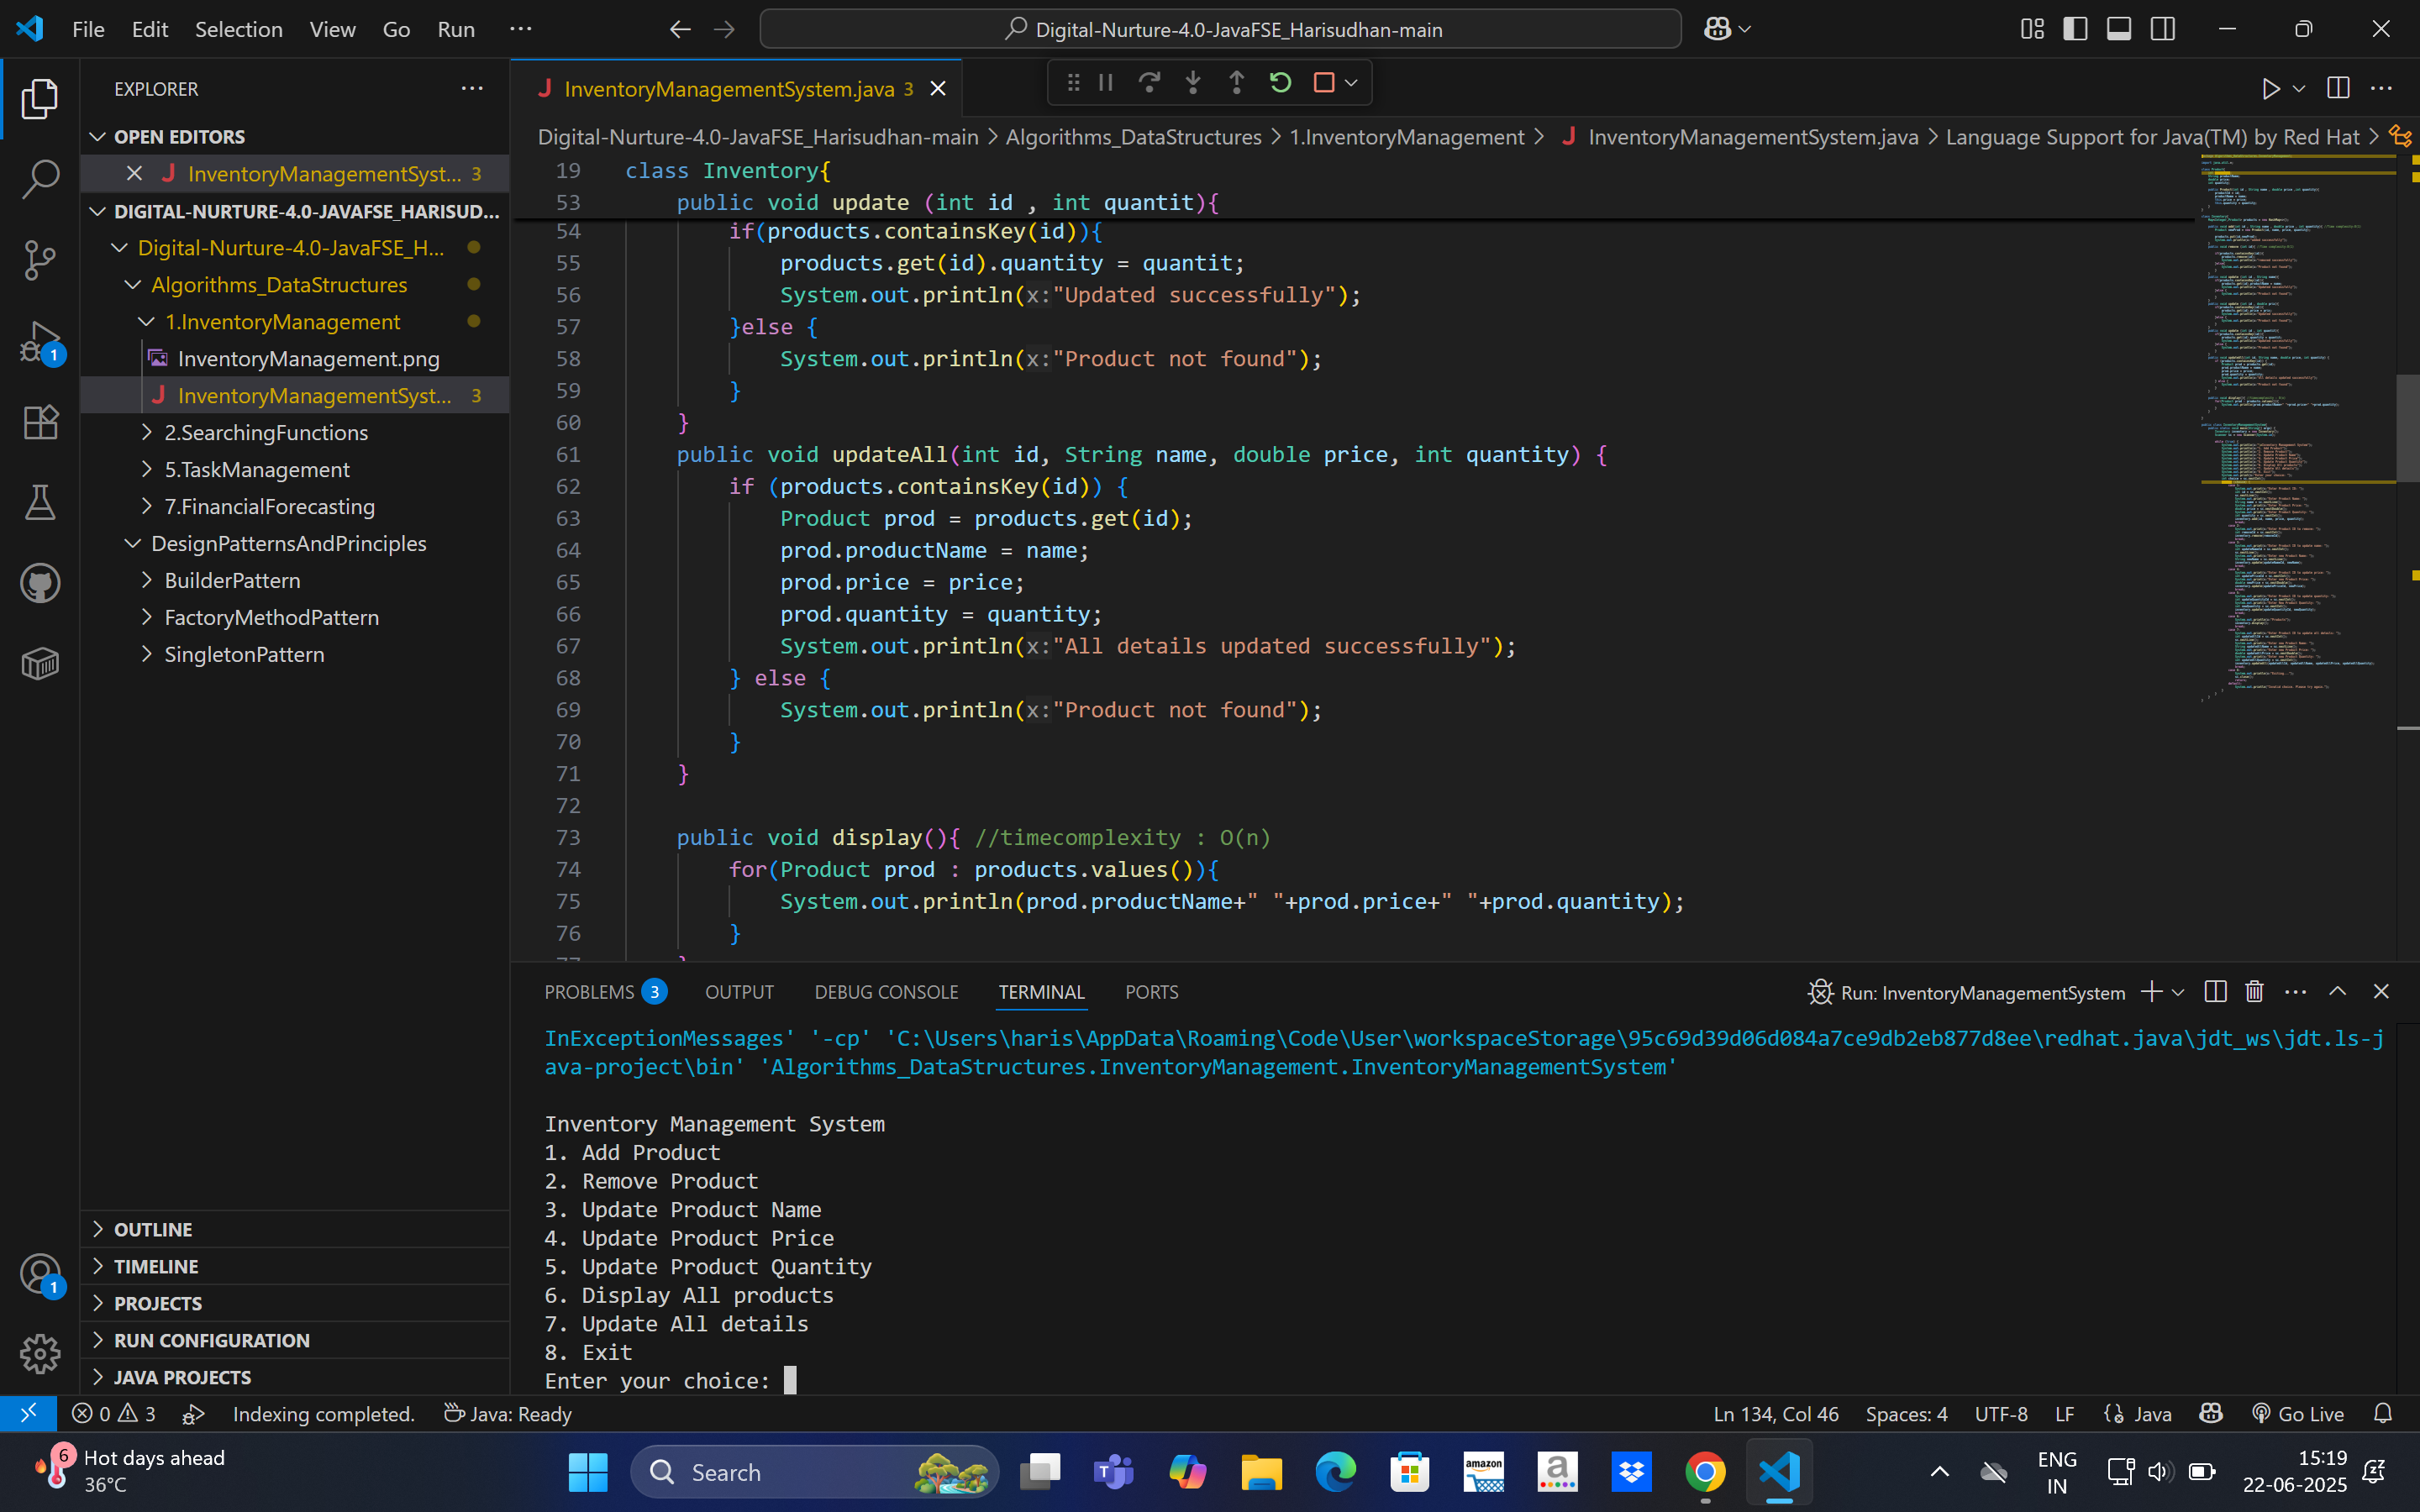 File Edit Selection View Go Run ··· Digital-Nurture-4.0-JavaFSE_Harisudhan-main
EXPLORER
OPEN EDITORS
InventoryManagementSyst... 3
DIGITAL-NURTURE-4.0-JAVAFSE_HARISUD...
Digital-Nurture-4.0-JavaFSE_H...
Algorithms_DataStructures
1.InventoryManagement
InventoryManagement.png
InventoryManagementSyst... 3
2.SearchingFunctions
5.TaskManagement
7.FinancialForecasting
DesignPatternsAndPrinciples
BuilderPattern
FactoryMethodPattern
SingletonPattern
OUTLINE
TIMELINE
PROJECTS
RUN CONFIGURATION
JAVA PROJECTS
1
1
InventoryManagementSystem.java 3
Digital-Nurture-4.0-JavaFSE_Harisudhan-main > Algorithms_DataStructures > 1.InventoryManagement > InventoryManagementSystem.java > Language Support for Java(TM) by Red Hat >
19 class Inventory{
53 public void update (int id , int quantit){
54 if(products.containsKey(id)){
55 products.get(id).quantity = quantit;
56 System.out.println(x:"Updated successfully");
57 }else {
58 System.out.println(x:"Product not found");
59 }
60 }
61 public void updateAll(int id, String name, double price, int quantity) {
62 if (products.containsKey(id)) {
63 Product prod = products.get(id);
64 prod.productName = name;
65 prod.price = price;
66 prod.quantity = quantity;
67 System.out.println(x:"All details updated successfully");
68 } else {
69 System.out.println(x:"Product not found");
70 }
71 }
72
73 public void display(){ //timecomplexity : O(n)
74 for(Product prod : products.values()){
75 System.out.println(prod.productName+" "+prod.price+" "+prod.quantity);
76 }
PROBLEMS 3 OUTPUT DEBUG CONSOLE TERMINAL PORTS Run: InventoryManagementSystem
InExceptionMessages' '-cp' 'C:\Users\haris\AppData\Roaming\Code\User\workspaceStorage\95c69d39d06d084a7ce9db2eb877d8ee\redhat.java\jdt_ws\jdt.ls-j
ava-project\bin' 'Algorithms_DataStructures.InventoryManagement.InventoryManagementSystem'
Inventory Management System
1. Add Product
2. Remove Product
3. Update Product Name
4. Update Product Price
5. Update Product Quantity
6. Display All products
7. Update All details
8. Exit
Enter your choice:
0 3 Indexing completed. Java: Ready Ln 134, Col 46 Spaces: 4 UTF-8 LF Java Go Live
6 Hot days ahead
36°C
Search
amazon
a
ENG
IN
15:19
22-06-2025